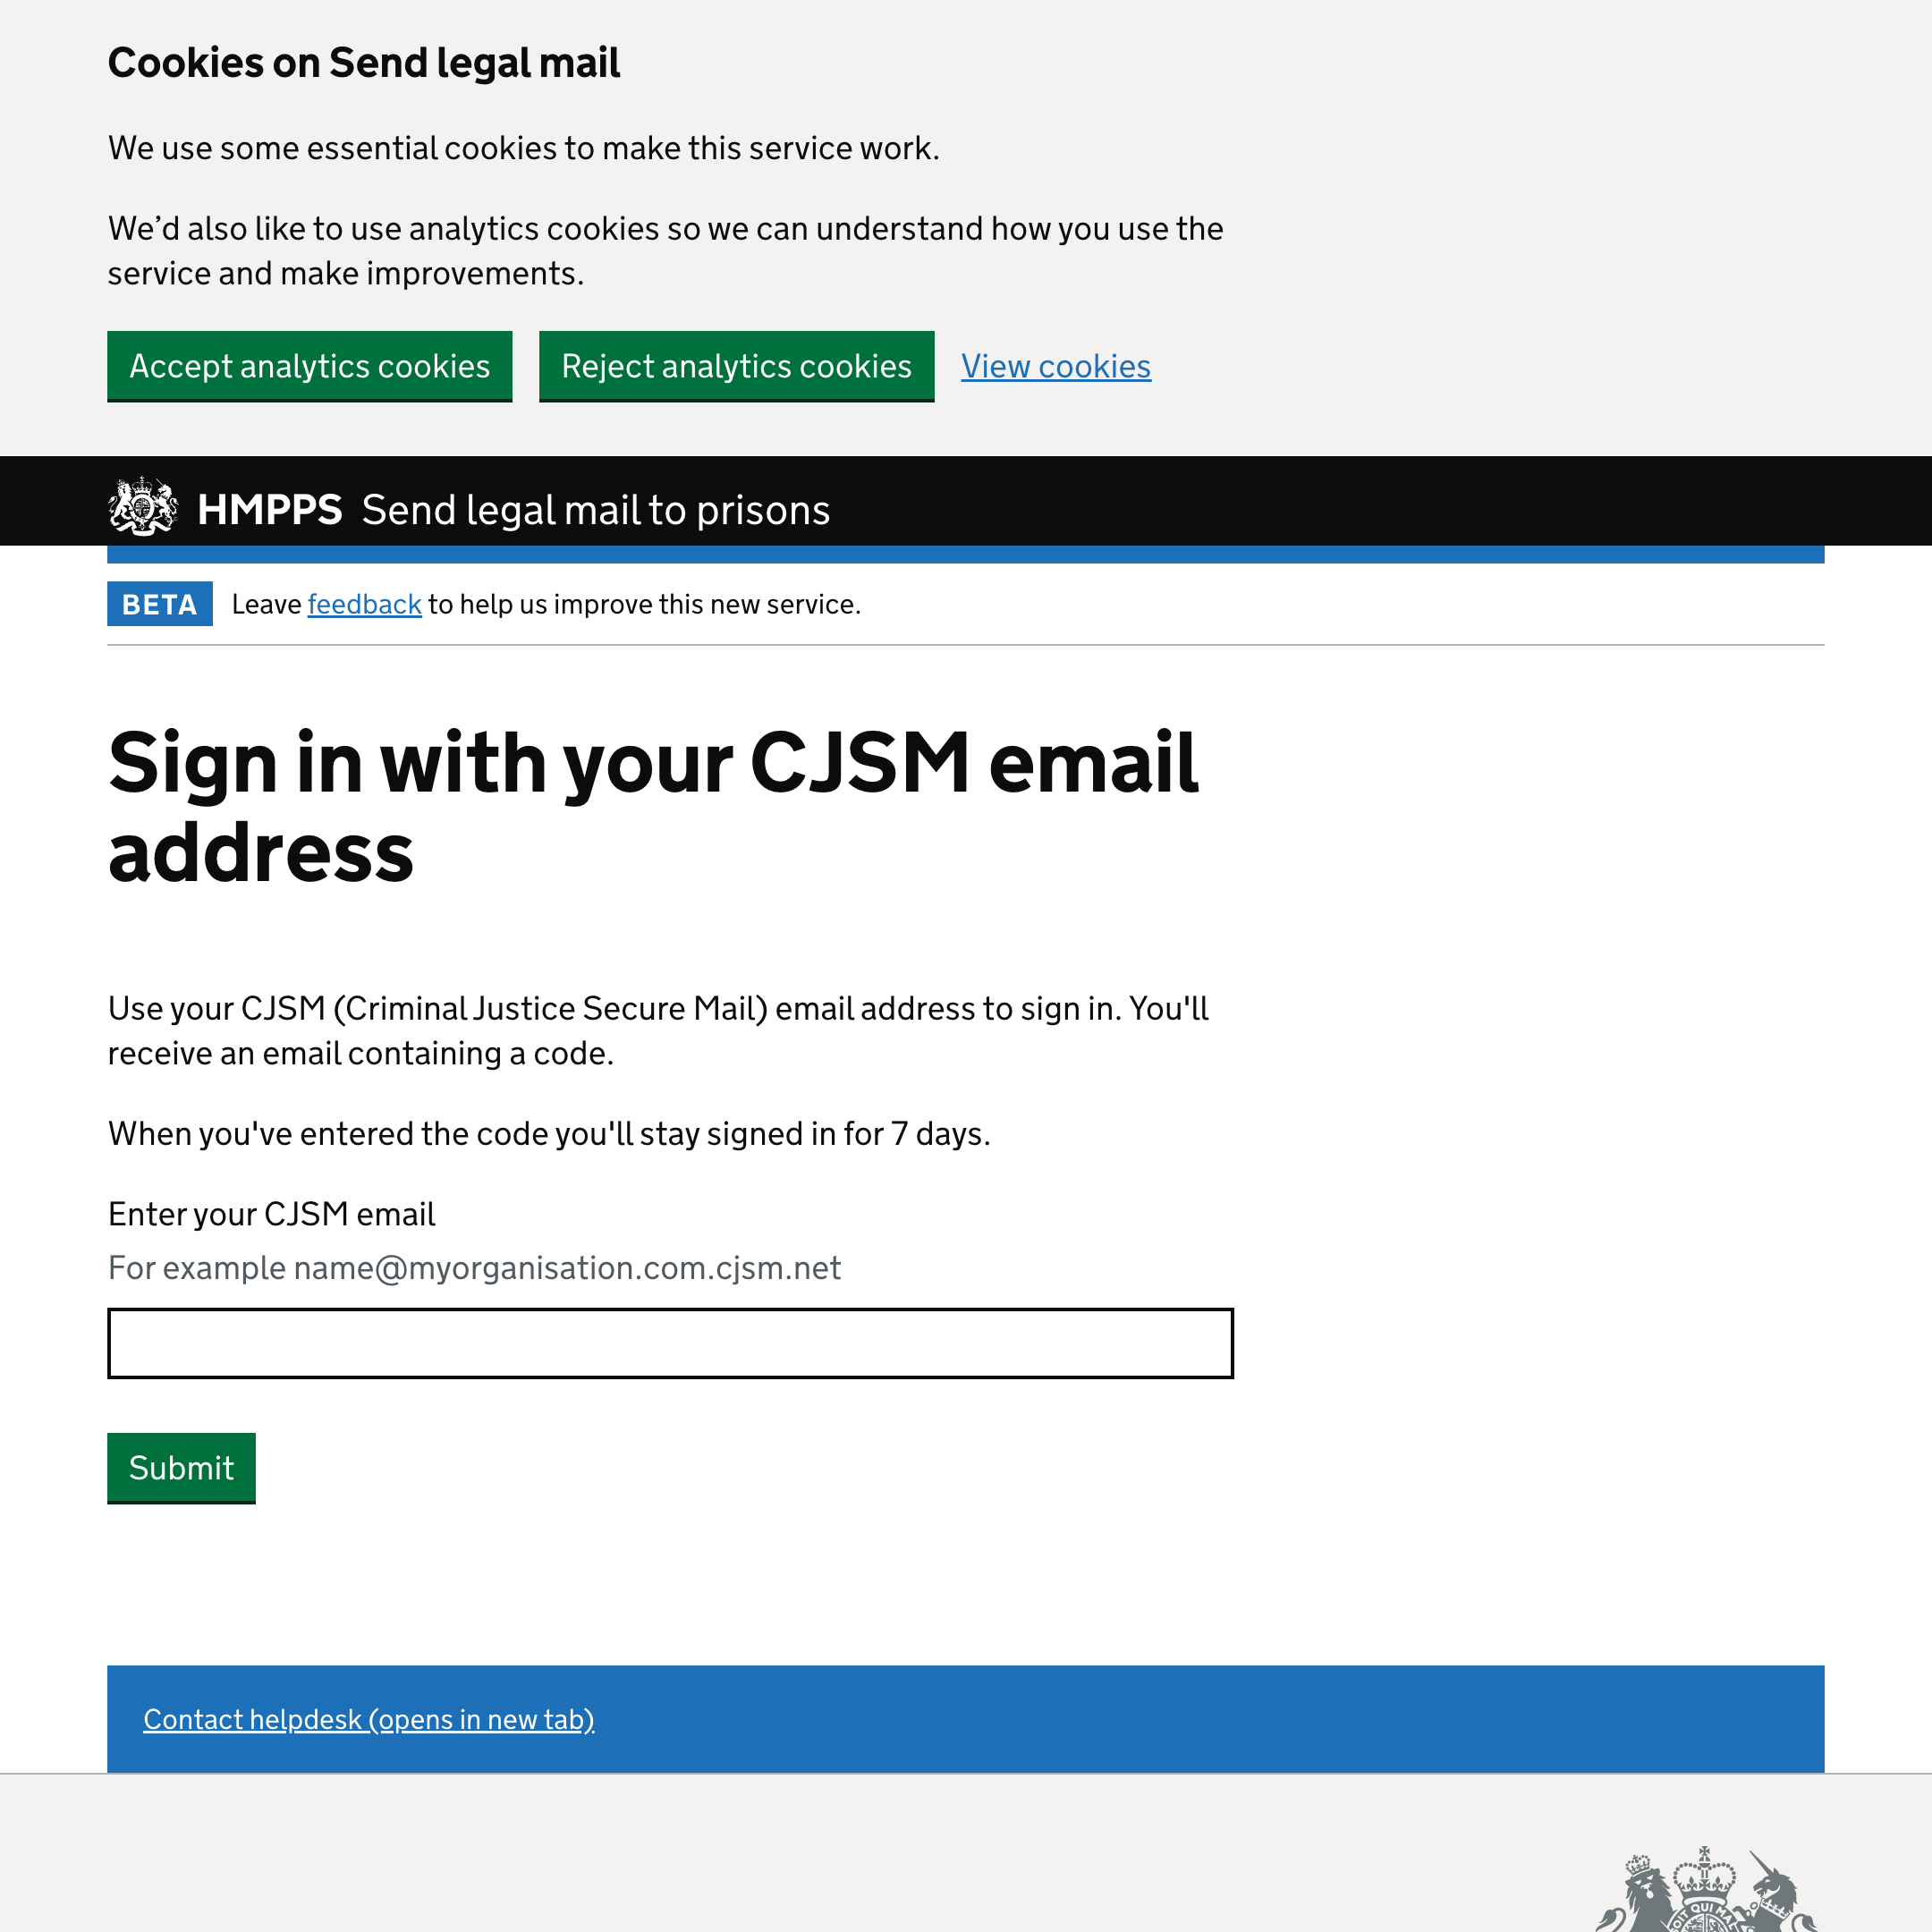 Cookies on Send legal mail
We use some essential cookies to make this service work.
We’d also like to use analytics cookies so we can understand how you use the
service and make improvements.
Accept analytics cookies
Reject analytics cookies
View cookies
HMPPS Send legal mail to prisons
BETA Leave feedback to help us improve this new service.
Sign in with your CJSM email
address
Use your CJSM (Criminal Justice Secure Mail) email address to sign in. You'll
receive an email containing a code.
When you've entered the code you'll stay signed in for 7 days.
Enter your CJSM email
For example name@myorganisation.com.cjsm.net
Submit
Contact helpdesk (opens in new tab)